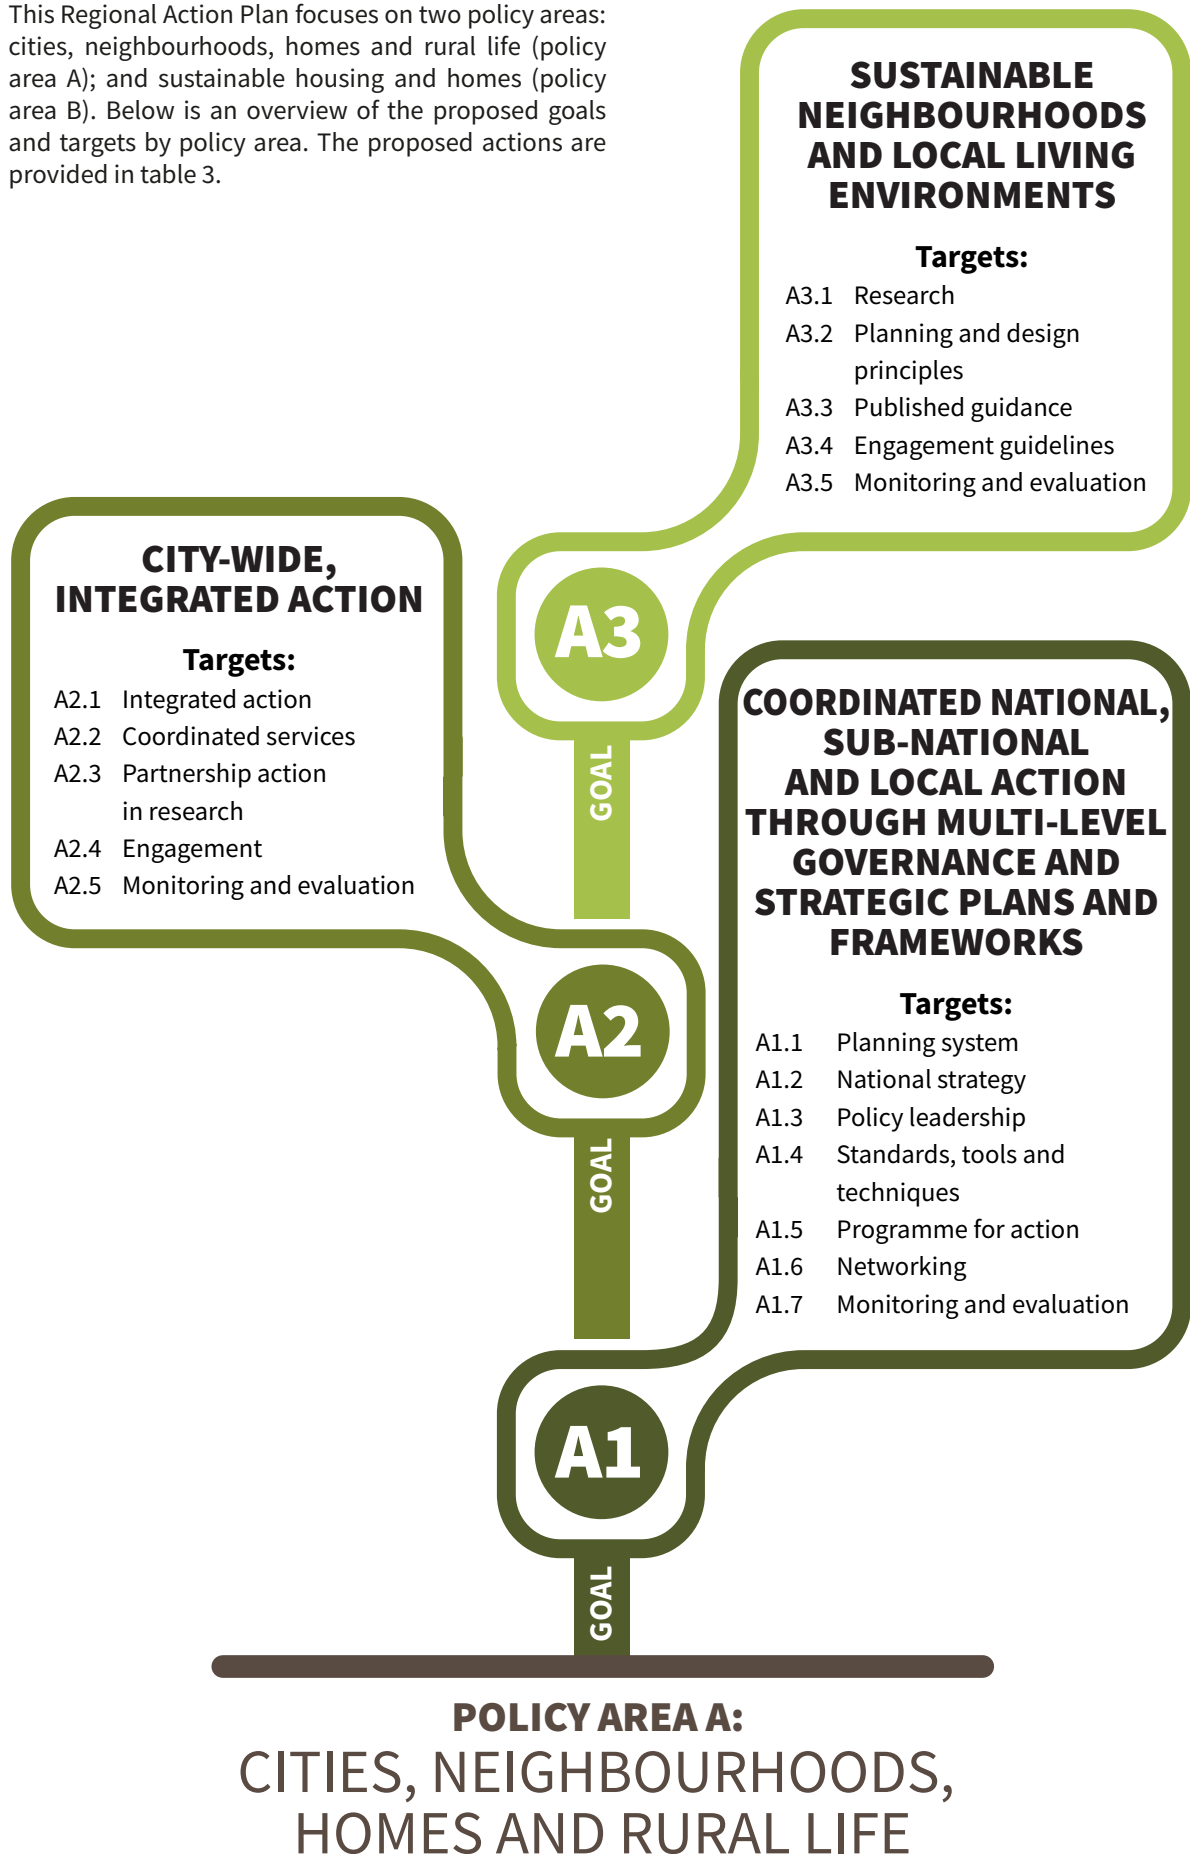 This Regional Action Plan focuses on two policy areas:
cities, neighbourhoods, homes and rural life (policy
area A); and sustainable housing and homes (policy
area B). Below is an overview of the proposed goals
and targets by policy area. The proposed actions are
provided in table 3.
SUSTAINABLE
NEIGHBOURHOODS
AND LOCAL LIVING
ENVIRONMENTS
Targets:
A3.1 Research
A3.2 Planning and design
principles
A3.3 Published guidance
A3.4 Engagement guidelines
A3.5 Monitoring and evaluation
A3
GOAL
CITY-WIDE,
INTEGRATED ACTION
Targets:
A2.1 Integrated action
A2.2 Coordinated services
A2.3 Partnership action
in research
A2.4 Engagement
A2.5 Monitoring and evaluation
A2
GOAL
COORDINATED NATIONAL,
SUB-NATIONAL
AND LOCAL ACTION
THROUGH MULTI-LEVEL
GOVERNANCE AND
STRATEGIC PLANS AND
FRAMEWORKS
Targets:
A1.1 Planning system
A1.2 National strategy
A1.3 Policy leadership
A1.4 Standards, tools and
techniques
A1.5 Programme for action
A1.6 Networking
A1.7 Monitoring and evaluation
A1
GOAL
POLICY AREA A:
CITIES, NEIGHBOURHOODS,
HOMES AND RURAL LIFE